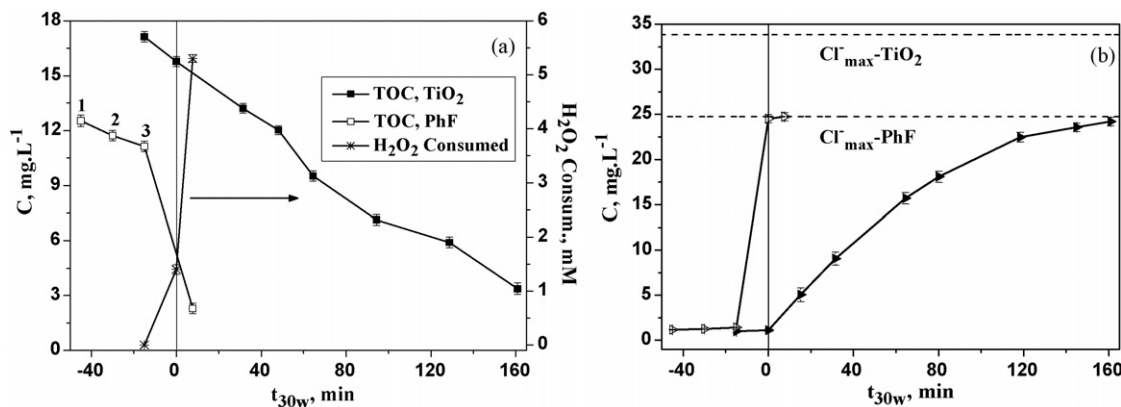 (a)
C, mg.L⁻¹
18
15
12
9
6
3
0
1 2 3
TOC, TiO₂
TOC, PhF
H₂O₂ Consumed
6
5
4
3
2
1
0
H₂O₂ Consum., mM
-40 0 40 80 120 160
t₃₀w, min
(b)
C, mg.L⁻¹
35
30
25
20
15
10
5
0
Cl⁻max-TiO₂
Cl⁻max-PhF
-40 0 40 80 120 160
t₃₀w, min